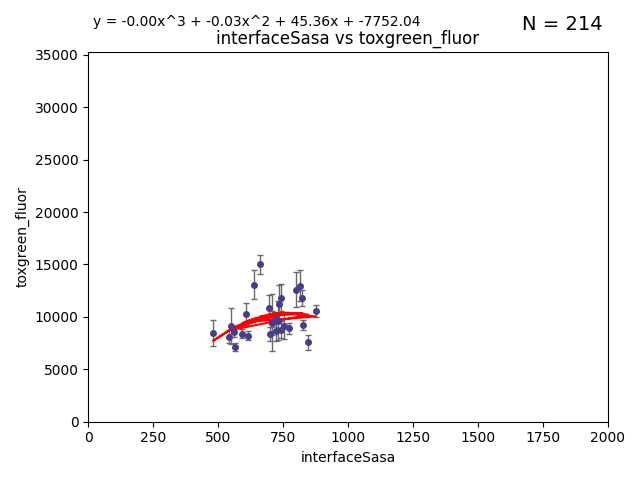 y = -0.00x^3 + -0.03x^2 + 45.36x + -7752.04
N = 214
interfaceSasa vs toxgreen_fluor
35000
30000
25000
20000
15000
10000
5000
0
toxgreen_fluor
0 250 500 750 1000 1250 1500 1750 2000
interfaceSasa